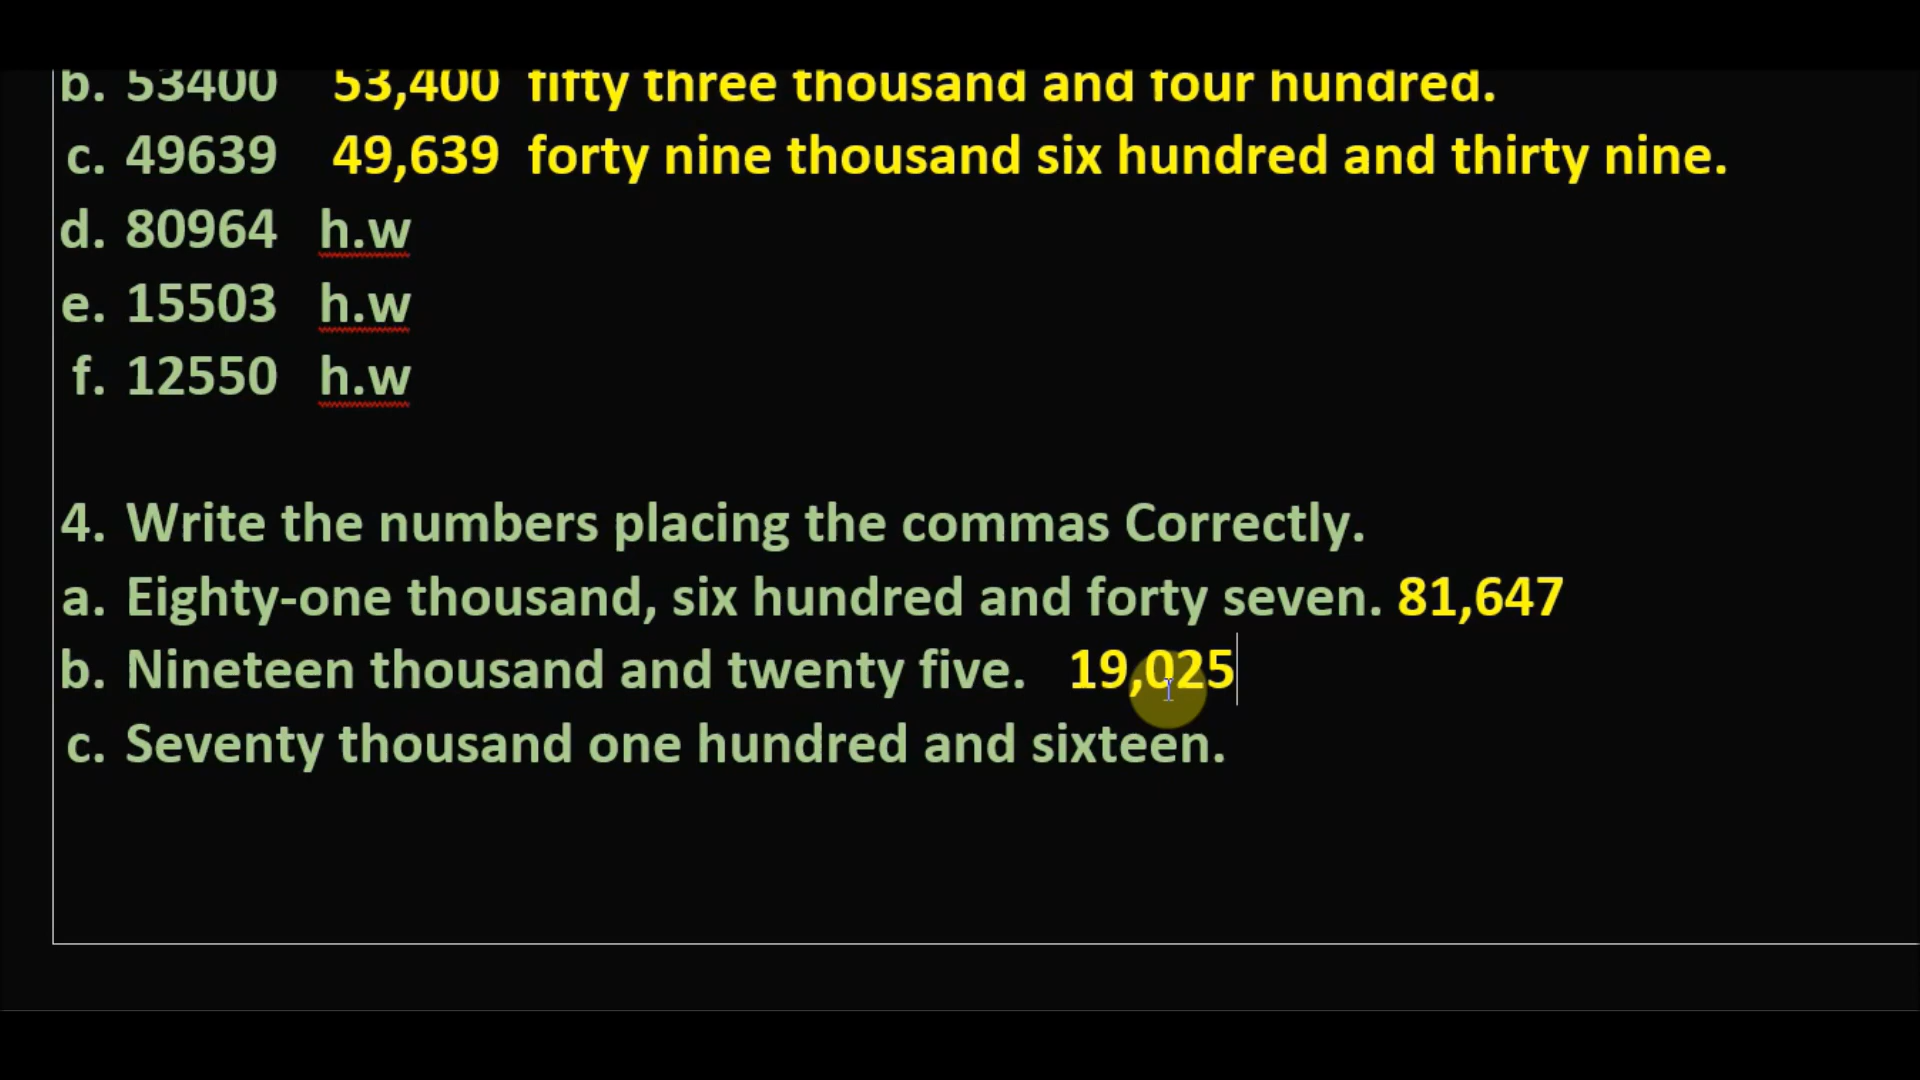 b. 53400 53,400 fifty three thousand and four hundred.
c. 49639 49,639 forty nine thousand six hundred and thirty nine.
d. 80964 h.w
e. 15503 h.w
f. 12550 h.w
4. Write the numbers placing the commas Correctly.
a. Eighty-one thousand, six hundred and forty seven. 81,647
b. Nineteen thousand and twenty five. 19,025
c. Seventy thousand one hundred and sixteen.